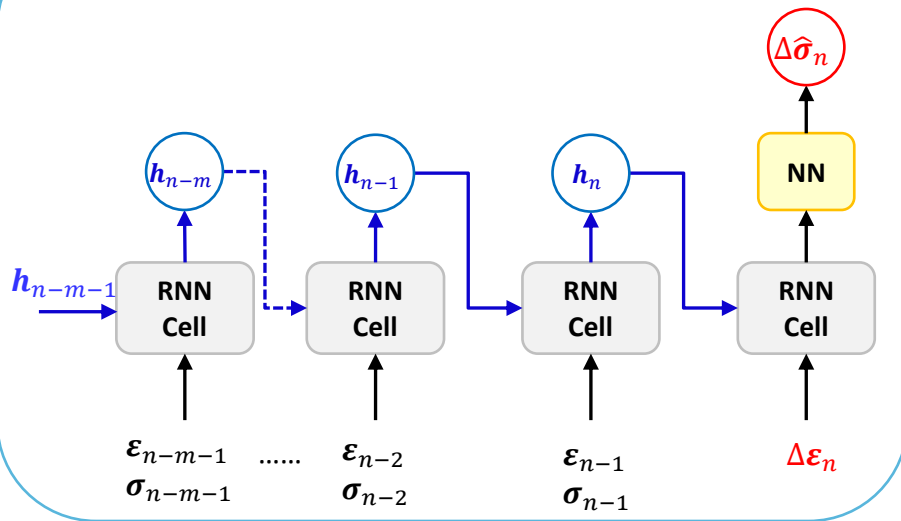 Δ𝝈̂ₙ
𝒉ₙ₋ₘ
𝒉ₙ₋₁
𝒉ₙ
NN
𝒉ₙ₋ₘ₋₁
RNN
Cell
RNN
Cell
RNN
Cell
RNN
Cell
𝜺ₙ₋ₘ₋₁
𝝈ₙ₋ₘ₋₁
......
𝜺ₙ₋₂
𝝈ₙ₋₂
𝜺ₙ₋₁
𝝈ₙ₋₁
Δ𝜺ₙ